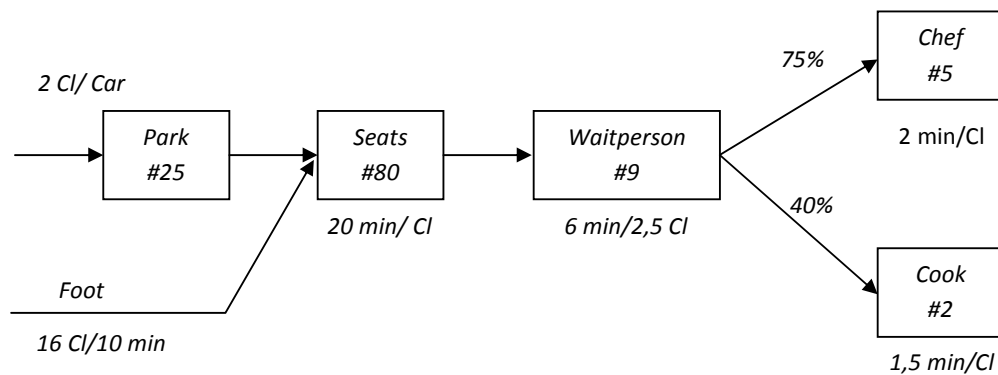 2 Cl/ Car
Park
#25
Seats
#80
20 min/ Cl
Waitperson
#9
6 min/2,5 Cl
75%
Chef
#5
2 min/Cl
40%
Cook
#2
1,5 min/Cl
Foot
16 Cl/10 min